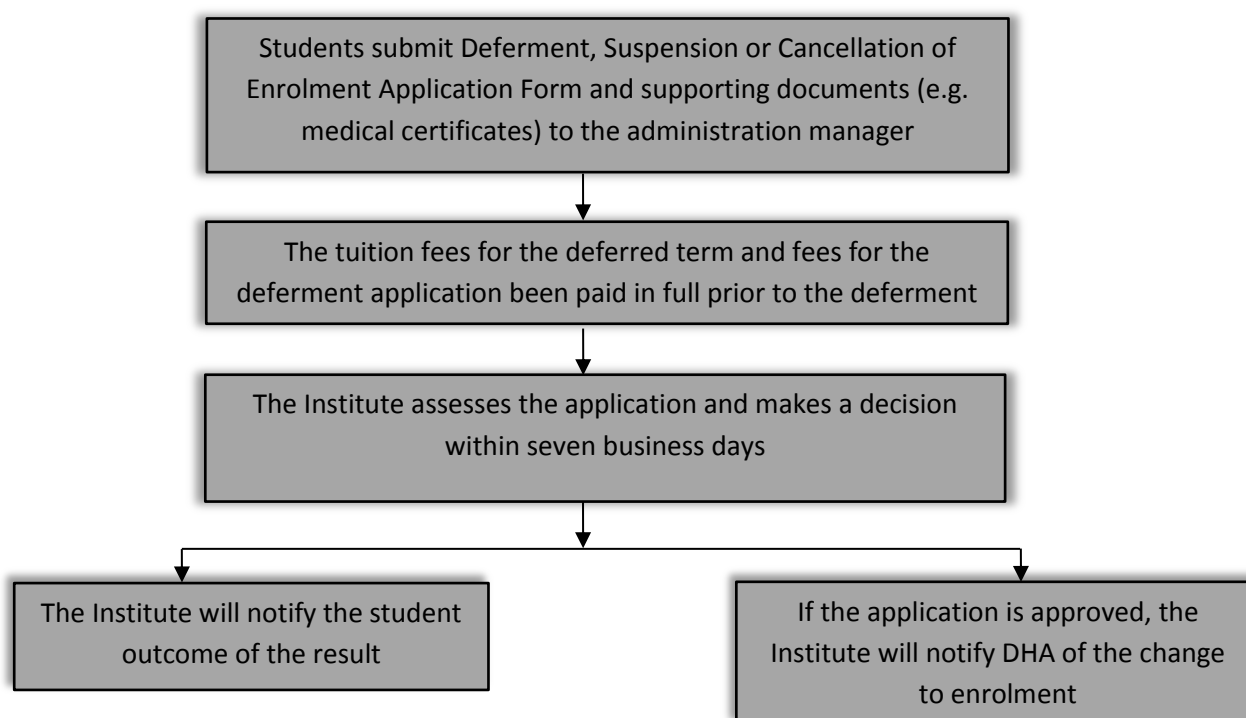 Students submit Deferment, Suspension or Cancellation of
Enrolment Application Form and supporting documents (e.g.
medical certificates) to the administration manager
The tuition fees for the deferred term and fees for the
deferment application been paid in full prior to the deferment
The Institute assesses the application and makes a decision
within seven business days
The Institute will notify the student
outcome of the result
If the application is approved, the
Institute will notify DHA of the change
to enrolment